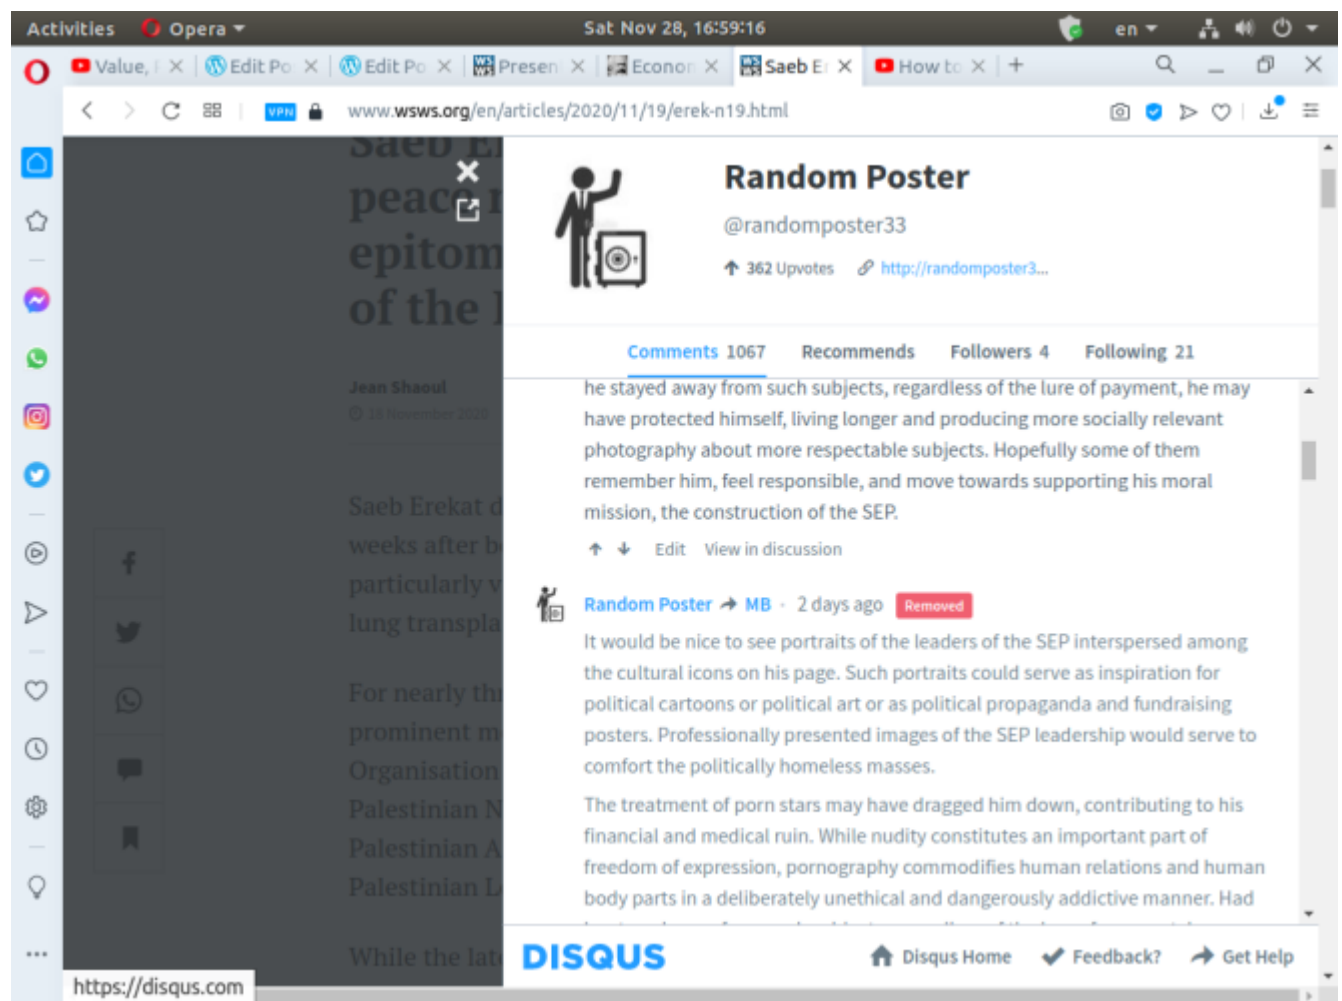 Activities Opera Sat Nov 28, 16:59:16 en
Value, Edit Po Edit Po Presen Econor Saeb Er How to
VPN www.wsws.org/en/articles/2020/11/19/erek-n19.html
Saeb E
peace
epitom
of the
Jean Shaoul
18 November 2020
Saeb Erekat d
weeks after b
particularly v
lung transpla
For nearly thr
prominent m
Organisation
Palestinian N
Palestinian A
Palestinian L
While the late
Random Poster
@randomposter33
362 Upvotes http://randomposter3...
Comments 1067 Recommends Followers 4 Following 21
he stayed away from such subjects, regardless of the lure of payment, he may
have protected himself, living longer and producing more socially relevant
photography about more respectable subjects. Hopefully some of them
remember him, feel responsible, and move towards supporting his moral
mission, the construction of the SEP.
Edit View in discussion
Random Poster MB · 2 days ago Removed
It would be nice to see portraits of the leaders of the SEP interspersed among
the cultural icons on his page. Such portraits could serve as inspiration for
political cartoons or political art or as political propaganda and fundraising
posters. Professionally presented images of the SEP leadership would serve to
comfort the politically homeless masses.
The treatment of porn stars may have dragged him down, contributing to his
financial and medical ruin. While nudity constitutes an important part of
freedom of expression, pornography commodifies human relations and human
body parts in a deliberately unethical and dangerously addictive manner. Had
DISQUS Disqus Home Feedback? Get Help
https://disqus.com